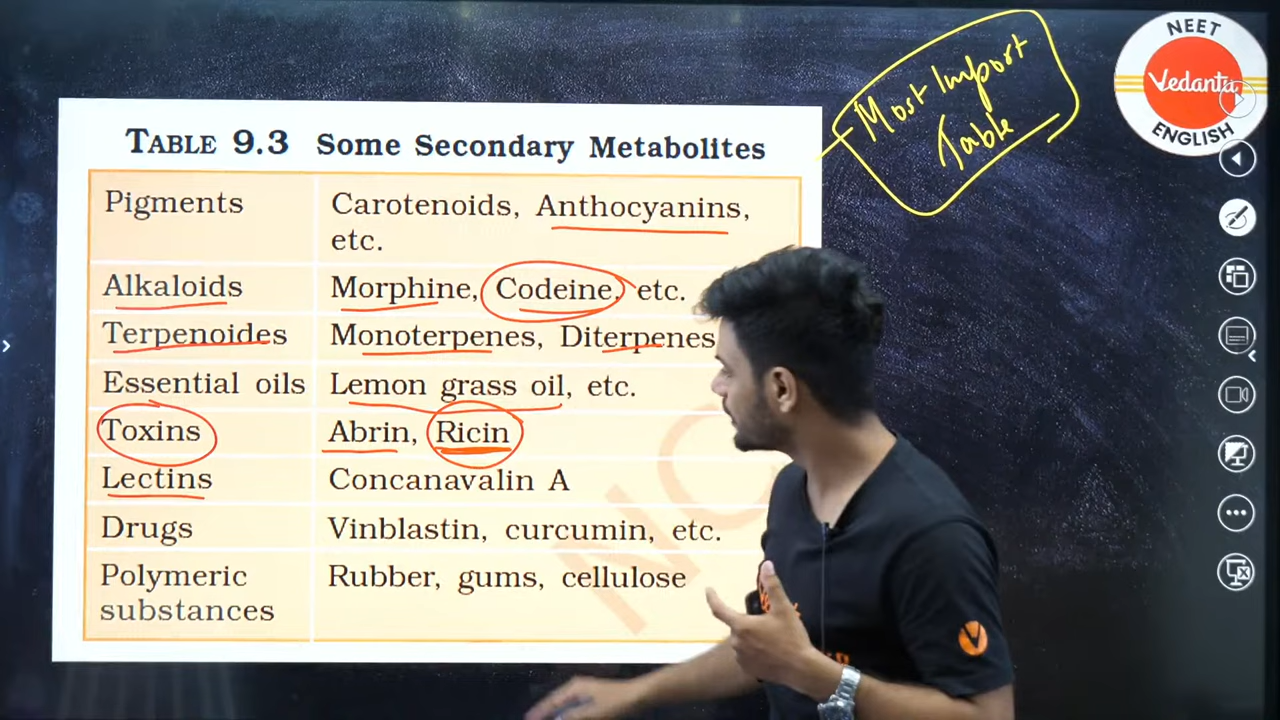 NEET
Vedantu
ENGLISH
Most Import
Table
TABLE 9.3 Some Secondary Metabolites
Pigments Carotenoids, Anthocyanins,
etc.
Alkaloids Morphine, Codeine, etc.
Terpenoides Monoterpenes, Diterpenes
Essential oils Lemon grass oil, etc.
Toxins Abrin, Ricin
Lectins Concanavalin A
Drugs Vinblastin, curcumin, etc.
Polymeric Rubber, gums, cellulose
substances